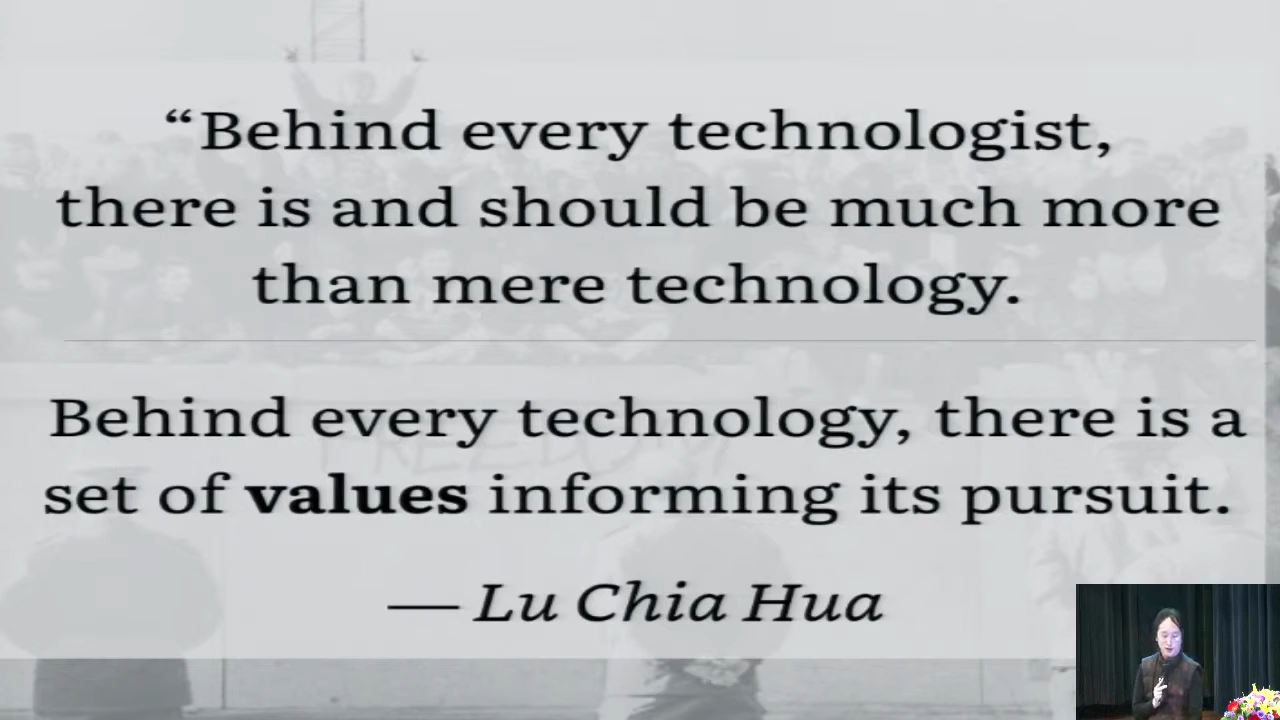 “Behind every technologist,
there is and should be much more
than mere technology.
Behind every technology, there is a
set of values informing its pursuit.
— Lu Chia Hua